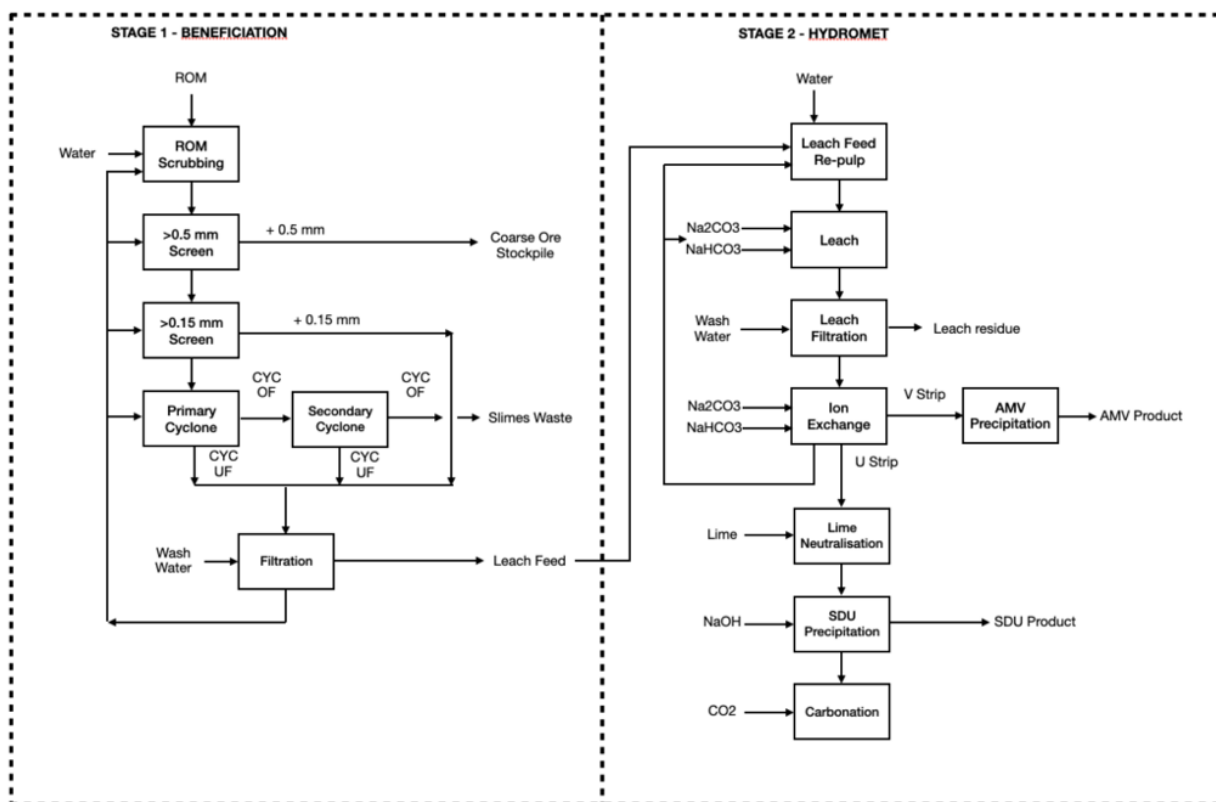 STAGE 1 - BENEFICIATION
ROM
Water
ROM
Scrubbing
>0.5 mm
Screen
+ 0.5 mm
Coarse Ore
Stockpile
>0.15 mm
Screen
+ 0.15 mm
Primary
Cyclone
CYC
OF
Secondary
Cyclone
CYC
OF
Slimes Waste
CYC
UF
CYC
UF
Wash
Water
Filtration
Leach Feed
STAGE 2 - HYDROMET
Water
Leach Feed
Re-pulp
Na2CO3
NaHCO3
Leach
Wash
Water
Leach
Filtration
Leach residue
Na2CO3
NaHCO3
Ion
Exchange
V Strip
AMV
Precipitation
AMV Product
U Strip
Lime
Lime
Neutralisation
NaOH
SDU
Precipitation
SDU Product
CO2
Carbonation